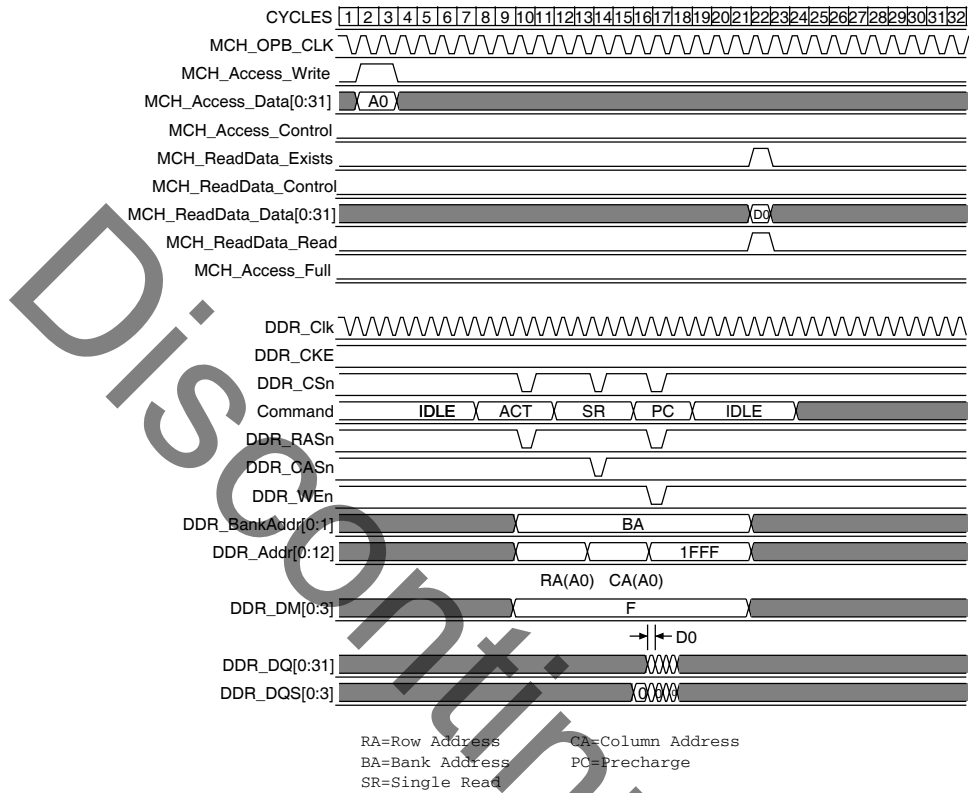 CYCLES 1 2 3 4 5 6 7 8 9 10 11 12 13 14 15 16 17 18 19 20 21 22 23 24 25 26 27 28 29 30 31 32
MCH_OPB_CLK
MCH_Access_Write
MCH_Access_Data[0:31] A0
MCH_Access_Control
MCH_ReadData_Exists
MCH_ReadData_Control
MCH_ReadData_Data[0:31] D0
MCH_ReadData_Read
MCH_Access_Full
DDR_Clk
DDR_CKE
DDR_CSn
Command IDLE ACT SR PC IDLE
DDR_RASn
DDR_CASn
DDR_WEn
DDR_BankAddr[0:1] BA
DDR_Addr[0:12] 1FFF
RA(A0) CA(A0)
DDR_DM[0:3] F
D0
DDR_DQ[0:31]
DDR_DQS[0:3] 0 0
RA=Row Address CA=Column Address
BA=Bank Address PC=Precharge
SR=Single Read
Discontin